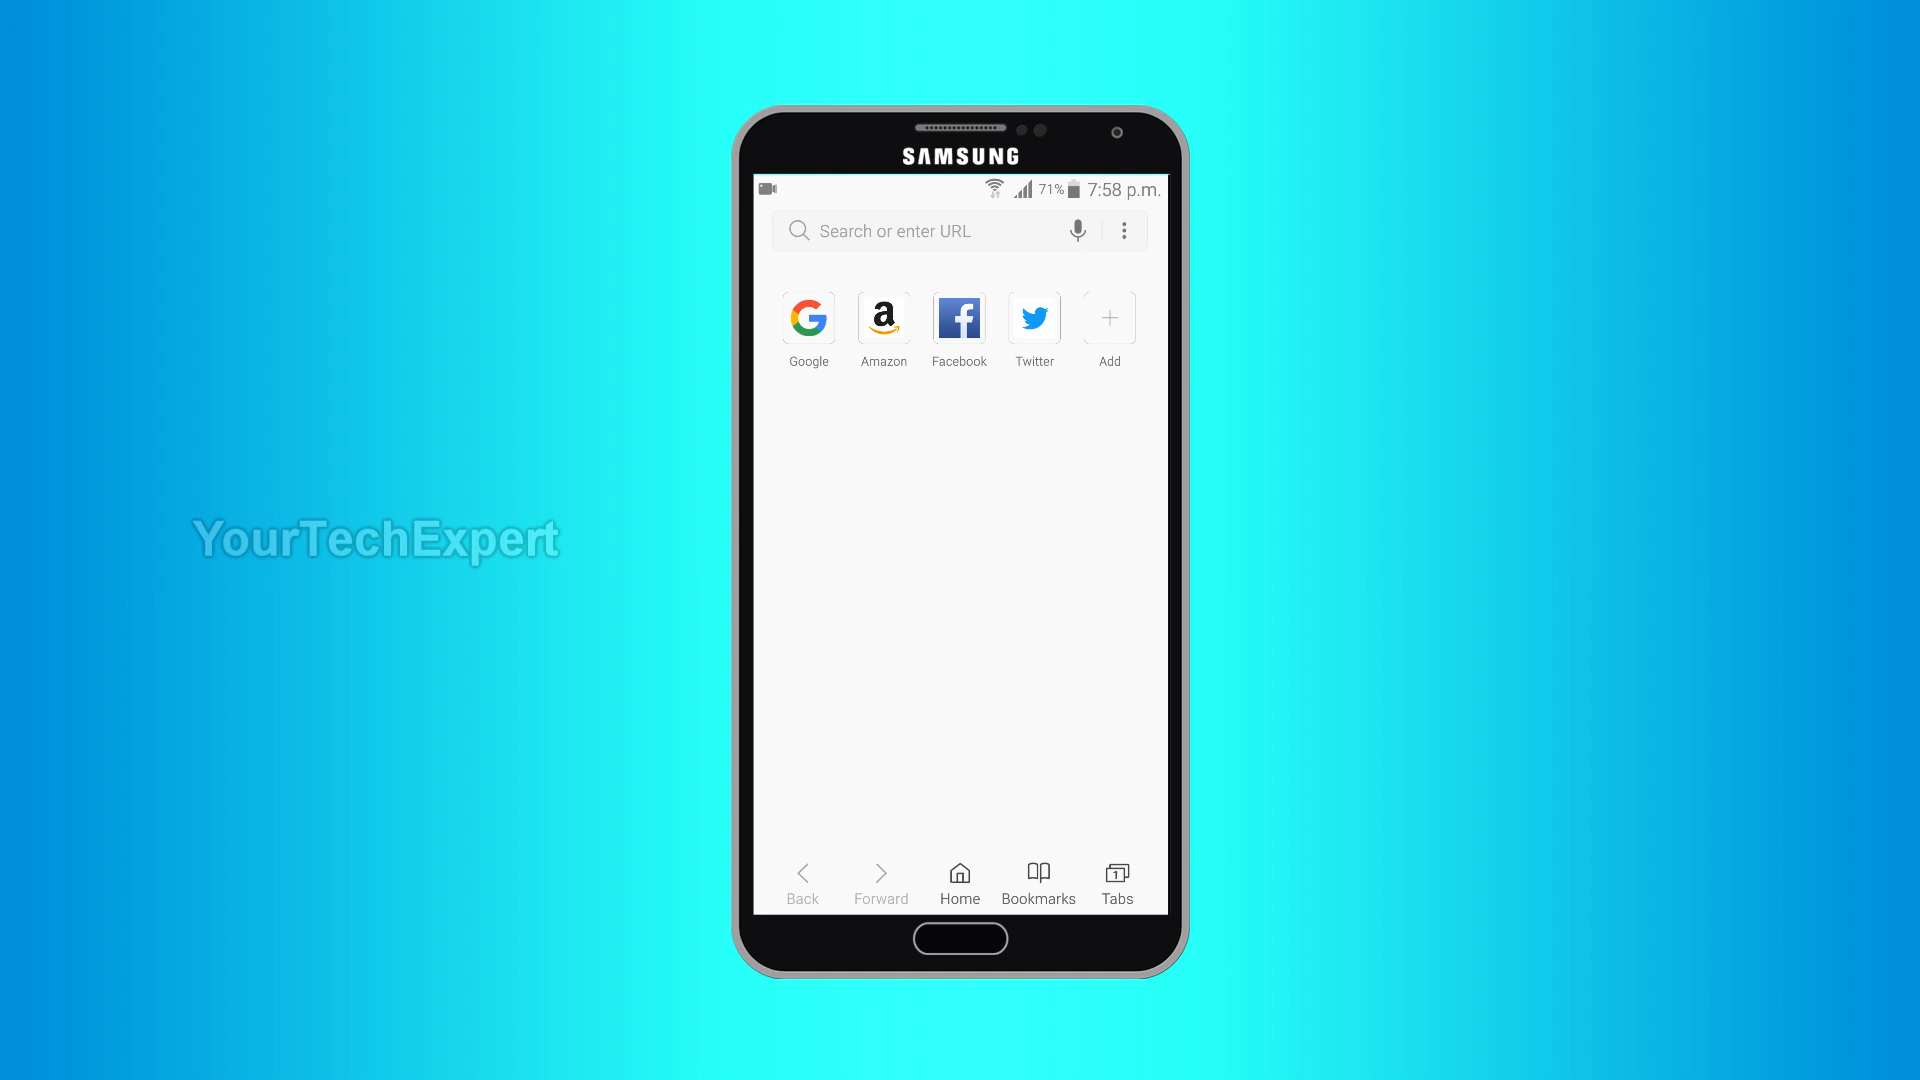 SAMSUNG
71% 7:58 p.m.
Search or enter URL
Google Amazon Facebook Twitter Add
YourTechExpert
1
Back Forward Home Bookmarks Tabs